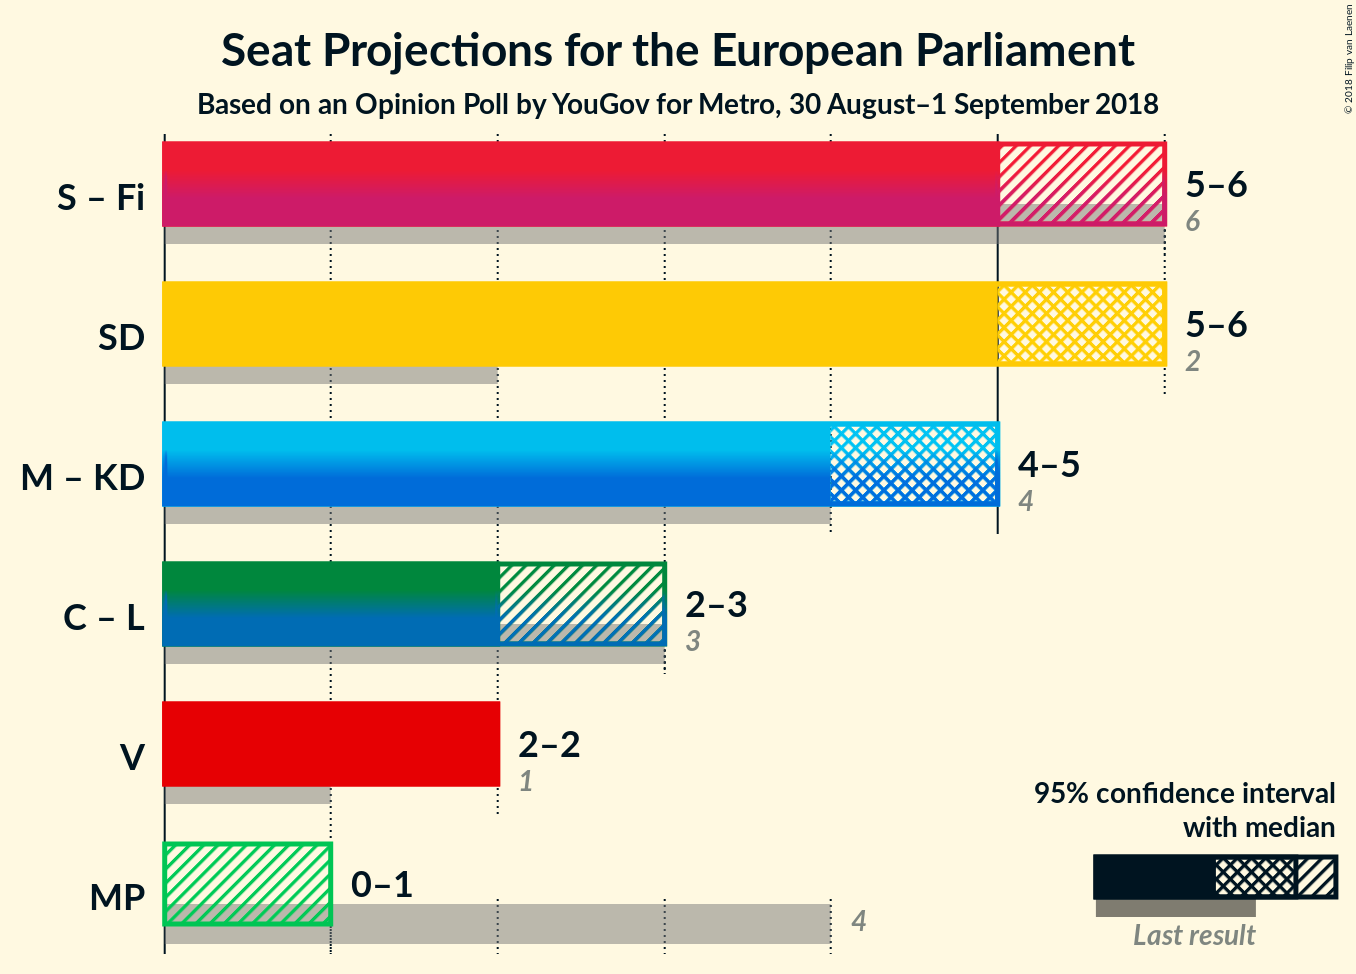 Seat Projections for the European Parliament
Based on an Opinion Poll by YouGov for Metro, 30 August–1 September 2018
© 2018 Filip van Laenen
S – Fi
5–6
6
SD
5–6
2
M – KD
4–5
4
C – L
2–3
3
V
2–2
1
MP
0–1
4
95% confidence interval
with median
Last result